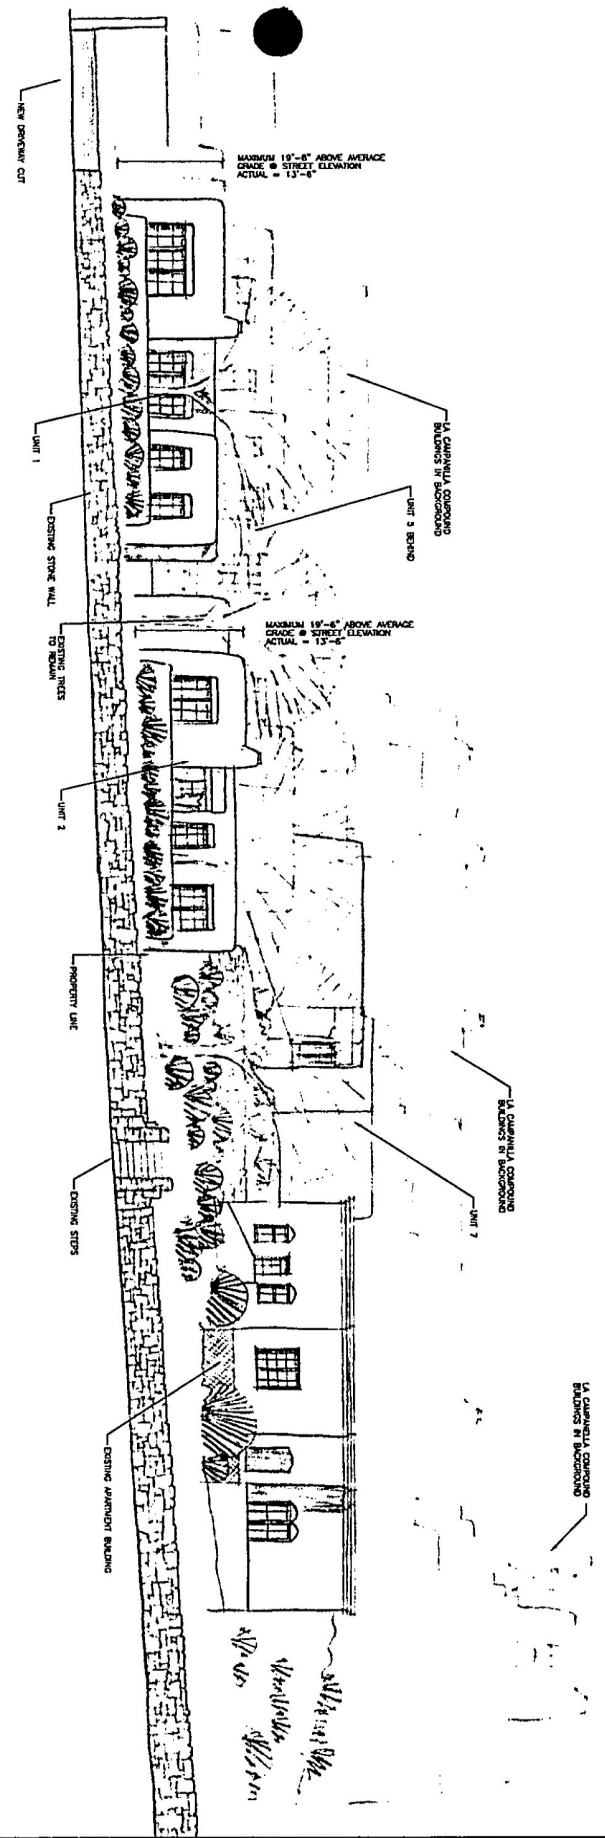 MAXIMUM 19'-6" ABOVE AVERAGE
GRADE @ STREET ELEVATION
ACTUAL = 13'-6"
NEW DRIVEWAY CUT
LA CAMPANILLA COMPOUND
BUILDINGS IN BACKGROUND
UNIT 1
UNIT 5 BEHIND
EXISTING STONE WALL
MAXIMUM 19'-6" ABOVE AVERAGE
GRADE @ STREET ELEVATION
ACTUAL = 13'-6"
EXISTING TREES
TO REMAIN
UNIT 2
PROPERTY LINE
LA CAMPANILLA COMPOUND
BUILDINGS IN BACKGROUND
UNIT 7
EXISTING STEPS
LA CAMPANILLA COMPOUND
BUILDINGS IN BACKGROUND
EXISTING APARTMENT BUILDING